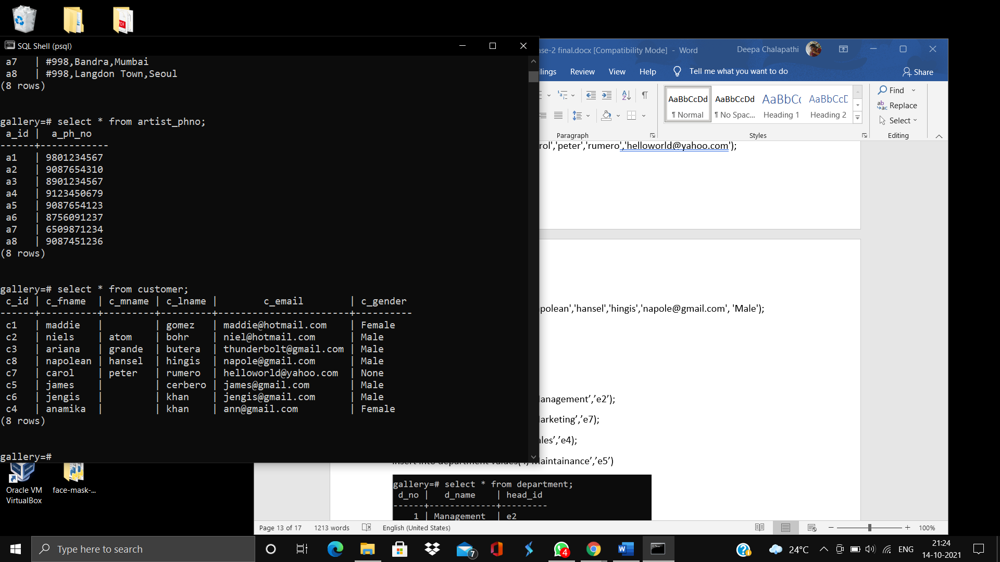 SQL Shell (psql)
a7 | #998,Bandra,Mumbai
a8 | #998,Langdon Town,Seoul
(8 rows)
gallery=# select * from artist_phno;
a_id | a_ph_no
------+------------
a1 | 9801234567
a2 | 9087654310
a3 | 8901234567
a4 | 9123450679
a5 | 9087654123
a6 | 8756091237
a7 | 6509871234
a8 | 9087451236
(8 rows)
gallery=# select * from customer;
c_id | c_fname | c_mname | c_lname | c_email | c_gender
------+----------+---------+---------+-----------------------+----------
c1 | maddie | | gomez | maddie@hotmail.com | Female
c2 | niels | atom | bohr | niel@hotmail.com | Male
c3 | ariana | grande | butera | thunderbolt@gmail.com | Male
c8 | napolean | hansel | hingis | napole@gmail.com | Male
c7 | carol | peter | rumero | helloworld@yahoo.com | None
c5 | james | | cerbero | james@gmail.com | Male
c6 | jengis | | khan | jengis@gmail.com | Male
c4 | anamika | | khan | ann@gmail.com | Female
(8 rows)
gallery=#
ase-2 final.docx [Compatibility Mode] - Word
Deepa Chalapathi
lings Review View Help Tell me what you want to do
Share
AaBbCcDd AaBbCcDd AaBbCc AaBbCcD
¶ Normal ¶ No Spac... Heading 1 Heading 2
Find
Replace
Select
Paragraph Styles Editing
rol','peter','rumero','helloworld@yahoo.com');
polean','hansel','hingis','napole@gmail.com', 'Male');
anagement’,’e2’);
arketing’,’e7);
ales’,’e4);
aintainance’,’e5’)
gallery=# select * from department;
d_no | d_name | head_id
------+-------------+---------
1 | Management | e2
Page 13 of 17 1213 words English (United States) 100%
Oracle VM
VirtualBox
face-mask-...
PDF
Type here to search
7
4
24°C ENG
21:24
14-10-2021